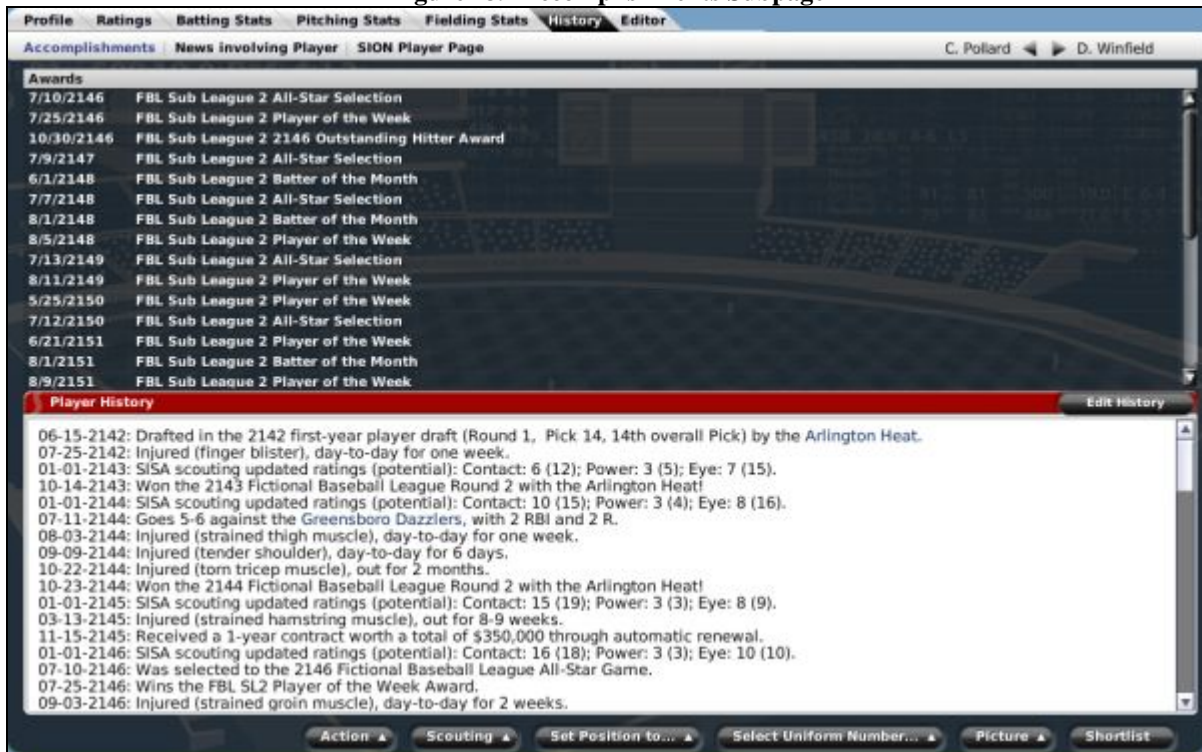 Profile Ratings Batting Stats Pitching Stats Fielding Stats History Editor
Accomplishments News involving Player SION Player Page C. Pollard D. Winfield
Awards
7/10/2146 FBL Sub League 2 All-Star Selection
7/25/2146 FBL Sub League 2 Player of the Week
10/30/2146 FBL Sub League 2 2146 Outstanding Hitter Award
7/9/2147 FBL Sub League 2 All-Star Selection
6/1/2148 FBL Sub League 2 Batter of the Month
7/7/2148 FBL Sub League 2 All-Star Selection
8/1/2148 FBL Sub League 2 Batter of the Month
8/5/2148 FBL Sub League 2 Player of the Week
7/13/2149 FBL Sub League 2 All-Star Selection
8/11/2149 FBL Sub League 2 Player of the Week
5/25/2150 FBL Sub League 2 Player of the Week
7/12/2150 FBL Sub League 2 All-Star Selection
6/21/2151 FBL Sub League 2 Player of the Week
8/1/2151 FBL Sub League 2 Batter of the Month
8/9/2151 FBL Sub League 2 Player of the Week
Player History Edit History
06-15-2142: Drafted in the 2142 first-year player draft (Round 1, Pick 14, 14th overall Pick) by the Arlington Heat.
07-25-2142: Injured (finger blister), day-to-day for one week.
01-01-2143: SISA scouting updated ratings (potential): Contact: 6 (12); Power: 3 (5); Eye: 7 (15).
10-14-2143: Won the 2143 Fictional Baseball League Round 2 with the Arlington Heat!
01-01-2144: SISA scouting updated ratings (potential): Contact: 10 (15); Power: 3 (4); Eye: 8 (16).
07-11-2144: Goes 5-6 against the Greensboro Dazzlers, with 2 RBI and 2 R.
08-03-2144: Injured (strained thigh muscle), day-to-day for one week.
09-09-2144: Injured (tender shoulder), day-to-day for 6 days.
10-22-2144: Injured (torn tricep muscle), out for 2 months.
10-23-2144: Won the 2144 Fictional Baseball League Round 2 with the Arlington Heat!
01-01-2145: SISA scouting updated ratings (potential): Contact: 15 (19); Power: 3 (3); Eye: 8 (9).
03-13-2145: Injured (strained hamstring muscle), out for 8-9 weeks.
11-15-2145: Received a 1-year contract worth a total of $350,000 through automatic renewal.
01-01-2146: SISA scouting updated ratings (potential): Contact: 16 (18); Power: 3 (3); Eye: 10 (10).
07-10-2146: Was selected to the 2146 Fictional Baseball League All-Star Game.
07-25-2146: Wins the FBL SL2 Player of the Week Award.
09-03-2146: Injured (strained groin muscle), day-to-day for 2 weeks.
Action Scouting Set Position to... Select Uniform Number... Picture Shortlist